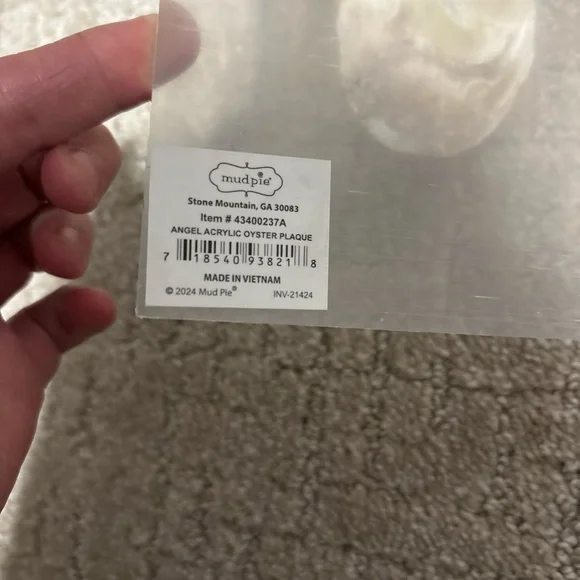 mudpie®
Stone Mountain, GA 30083
Item # 43400237A
ANGEL ACRYLIC OYSTER PLAQUE
7 18540 93821 8
MADE IN VIETNAM
© 2024 Mud Pie® INV-21424